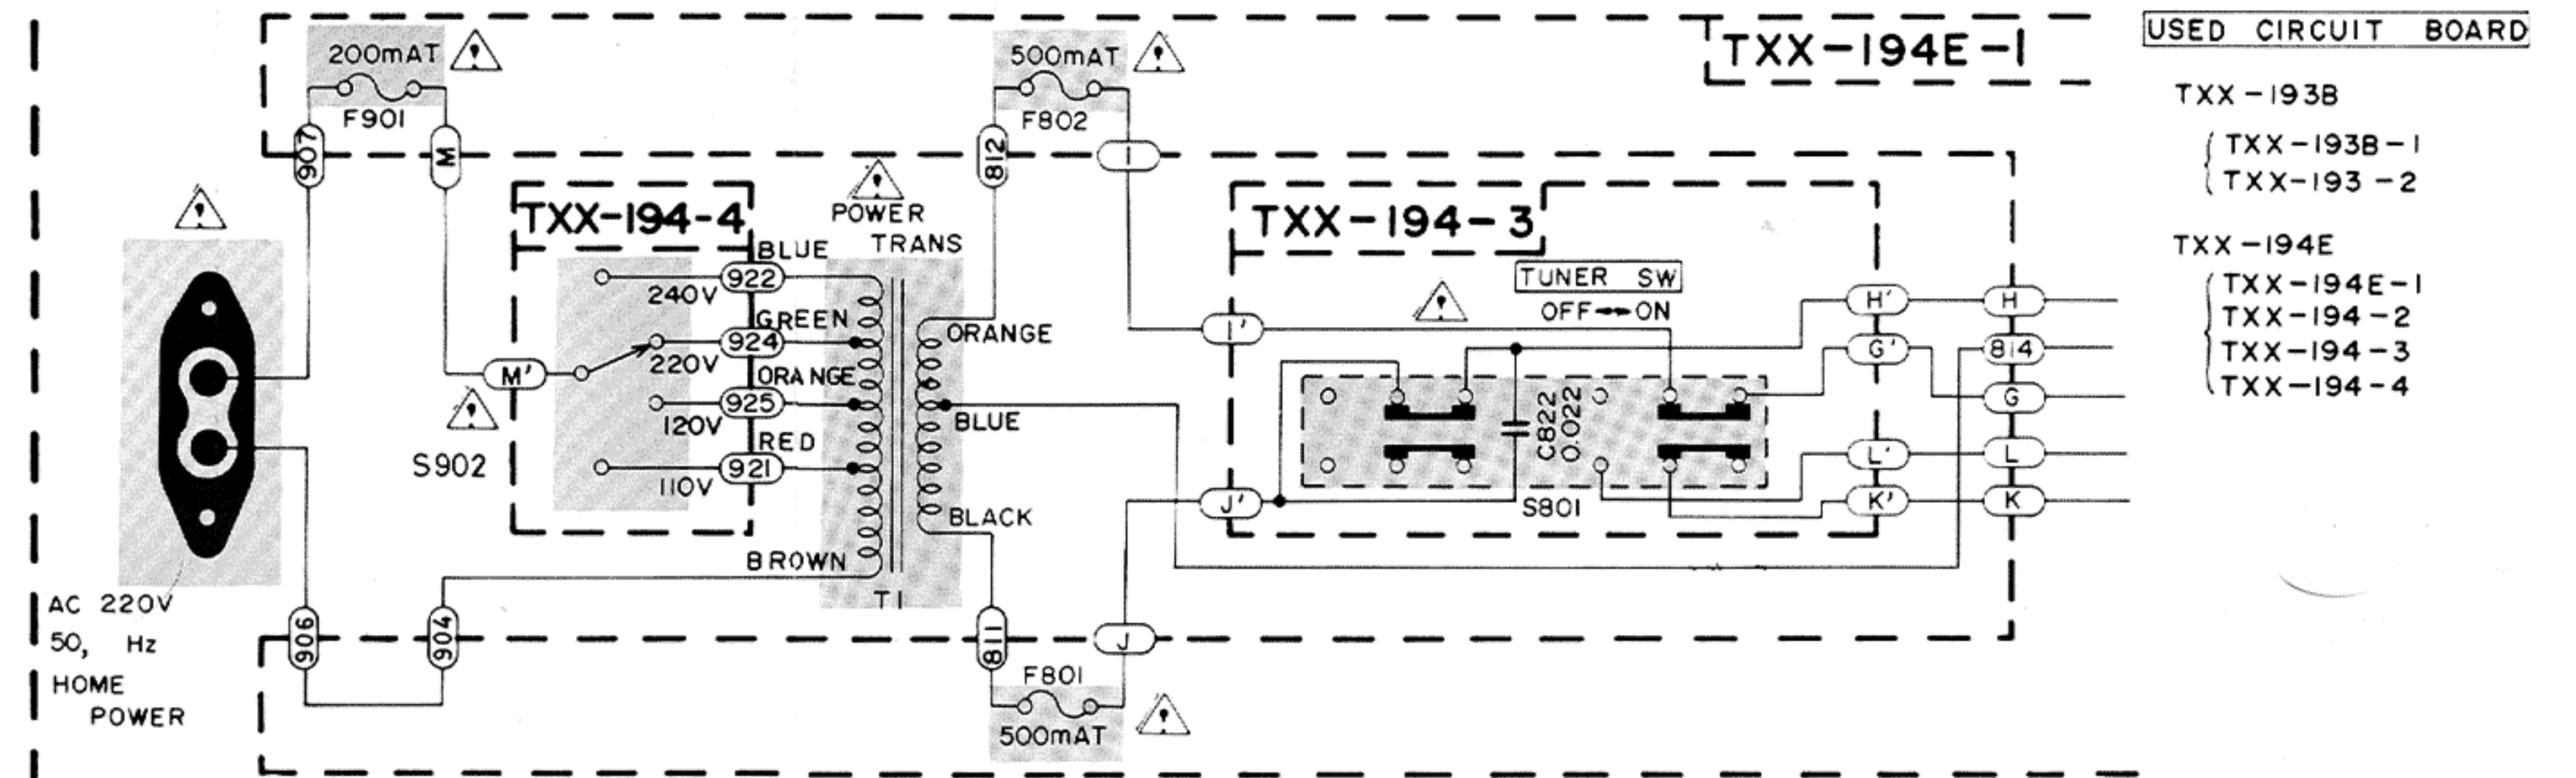 200mAT
F901
907
M
500mAT
F802
812
I
TXX-194E-1
USED CIRCUIT BOARD
TXX-193B
TXX-193B-1
TXX-193-2
TXX-194E
TXX-194E-1
TXX-194-2
TXX-194-3
TXX-194-4
TXX-194-4
POWER
TRANS
BLUE
922
240V
GREEN
924
220V
ORANGE
925
120V
RED
921
110V
M'
S902
BROWN
T1
ORANGE
BLUE
BLACK
TXX-194-3
TUNER SW
OFF↔ON
I'
J'
C822
0.022
S801
H'
G'
L'
K'
H
814
G
L
K
AC 220V
50, Hz
HOME
POWER
906
904
811
J
F801
500mAT